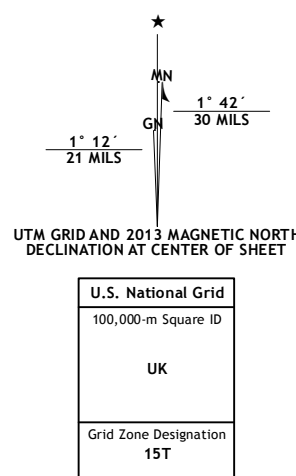 ★
MN
1° 42´
GN
30 MILS
1° 12´
21 MILS
UTM GRID AND 2013 MAGNETIC NORTH
DECLINATION AT CENTER OF SHEET
U.S. National Grid
100,000-m Square ID
UK
Grid Zone Designation
15T